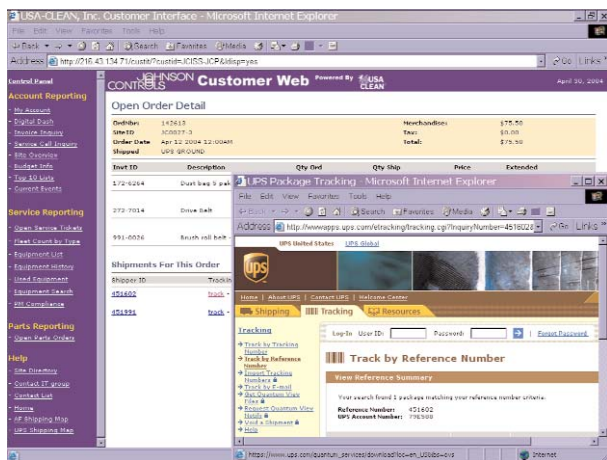 USA-CLEAN, Inc. Customer Interface - Microsoft Internet Explorer
File Edit View Favorites Tools Help
Back Search Favorites Media
Address http://216.43.134.71/custit/?custid=JCISS-JCP&ldisp=yes Go Links
Control Panel
JOHNSON CONTROLS Customer Web Powered By USA CLEAN April 30, 2004
Account Reporting
- My Account
- Digital Dash
- Invoice Inquiry
- Service Call Inquiry
- Site Overview
- Budget Info
- Top 10 Lists
- Current Events
Service Reporting
- Open Service Tickets
- Fleet Count by Type
- Equipment List
- Equipment History
- Used Equipment
- Equipment Search
- PM Compliance
Parts Reporting
- Open Parts Orders
Help
- Site Directory
- Contact IT group
- Contact List
- Home
- AF Shipping Map
- UPS Shipping Map
Open Order Detail
OrdNbr: 142613 Merchandise: $75.50
Site ID Tax: $0.00
Order Date Apr 12 2004 12:00AM Total: $75.50
Shipped UPS GROUND
Invt ID Description Qty Ord Qty Ship Price Extended
172-6264 Dust bag 5 pak
272-7014 Drive Belt
991-0026 Brush roll belt -
Shipments For This Order
Shipper ID Trackin
451602 track -
451991 track -
UPS Package Tracking - Microsoft Internet Explorer
File Edit View Favorites Tools Help
Back Search Favorites Media
Address http://wwwapps.ups.com/etracking/tracking.cgi?InquiryNumber=4516028 Go Links
UPS United States UPS Global
ups
Home | About UPS | Contact UPS | Welcome Center
Shipping Tracking Resources
Tracking
Log-In User ID: Password: | Forgot Password
Track by Tracking Number
Track by Reference Number
Import Tracking Numbers
Track by E-mail
Get Quantum View Files
Request Quantum View Notify
Void a Shipment
Help
Track by Reference Number
View Reference Summary
Your search found 1 package matching your reference number criteria.
Reference Number: 451602
UPS Account Number: 79E500
https://www.ups.com/quantum_services/download?loc=en_US Internet